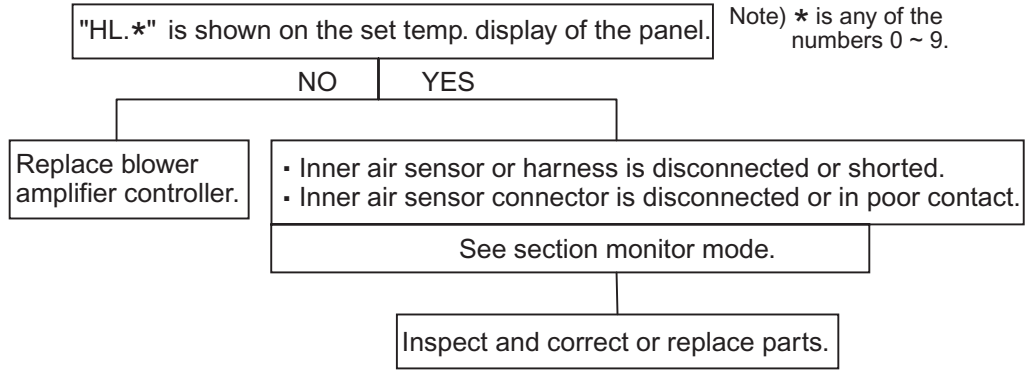 "HL.*" is shown on the set temp. display of the panel.
Note) * is any of the
numbers 0 ~ 9.
NO
YES
Replace blower
amplifier controller.
· Inner air sensor or harness is disconnected or shorted.
· Inner air sensor connector is disconnected or in poor contact.
See section monitor mode.
Inspect and correct or replace parts.